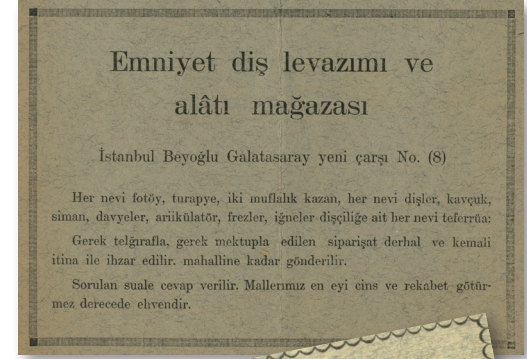 Emniyet diş levazımı ve
alâtı mağazası
İstanbul Beyoğlu Galatasaray yeni çarşı No. (8)
Her nevi fotöy, turapye, iki muflalık kazan, her nevi dişler, kavçuk,
siman, davyeler, ariikülatör, frezler, iğneler dişçiliğe ait her nevi teferrüa:
Gerek telğrafla, gerek mektupla edilen siparişat derhal ve kemali
itina ile ihzar edilir. mahalline kadar gönderilir.
Sorulan suale cevap verilir. Mallerımız en eyi cins ve rekabet götür-
mez derecede ehvendir.